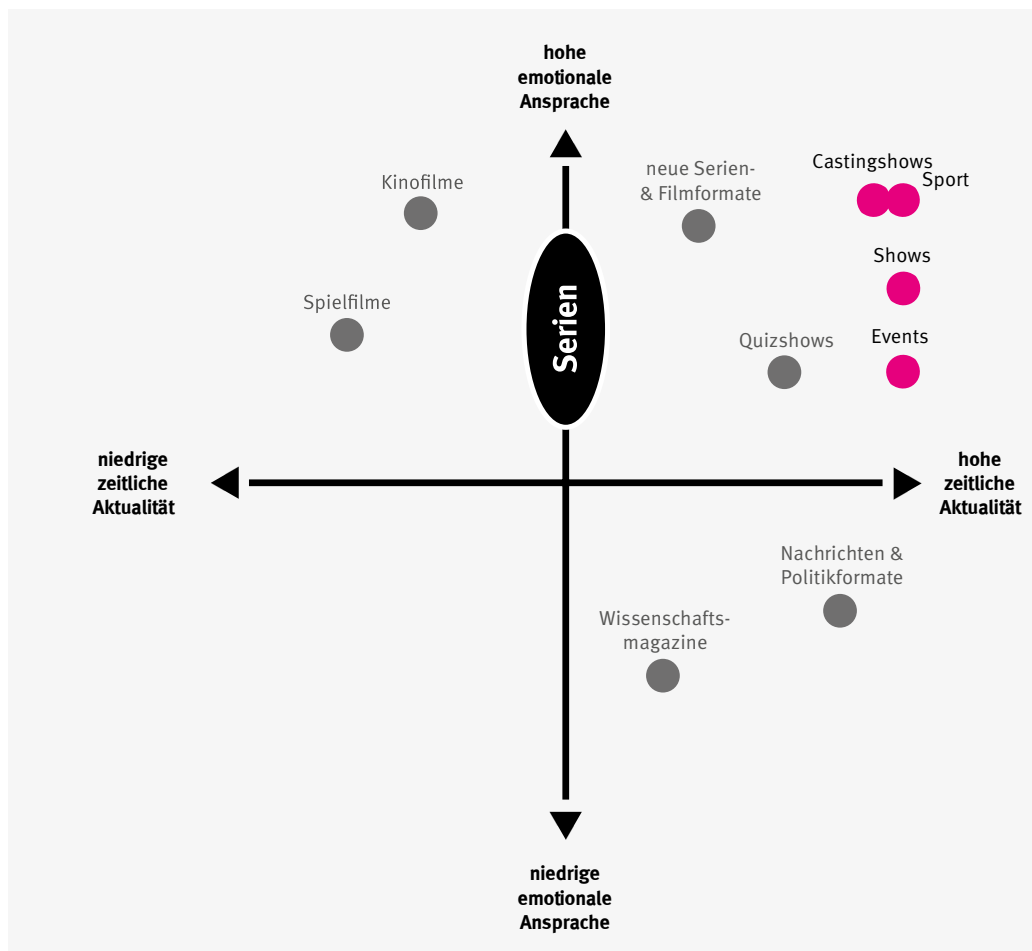 hohe
emotionale
Ansprache
Kinofilme
neue Serien-
& Filmformate
Castingshows
Sport
Shows
Spielfilme
Serien
Quizshows
Events
niedrige
zeitliche
Aktualität
hohe
zeitliche
Aktualität
Nachrichten &
Politikformate
Wissenschafts-
magazine
niedrige
emotionale
Ansprache